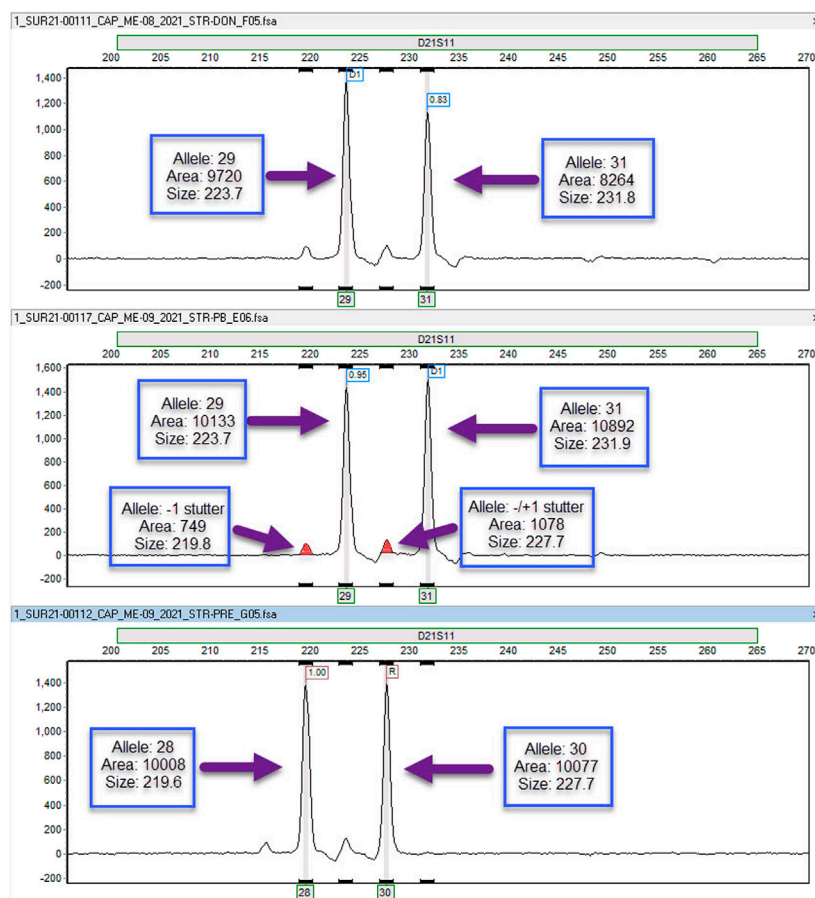 1_SUR21-00111_CAP_ME-08_2021_STR-DON_F05.fsa
D21S11
200 205 210 215 220 225 230 235 240 245 250 255 260 265 270
1,400
1,200
1,000
800
600
400
200
0
-200
D1
0.83
Allele: 29
Area: 9720
Size: 223.7
Allele: 31
Area: 8264
Size: 231.8
29 31
1_SUR21-00117_CAP_ME-09_2021_STR-PB_E06.fsa
D21S11
200 205 210 215 220 225 230 235 240 245 250 255 260 265 270
1,600
1,400
1,200
1,000
800
600
400
200
0
-200
0.95 D1
Allele: 29
Area: 10133
Size: 223.7
Allele: 31
Area: 10892
Size: 231.9
Allele: -1 stutter
Area: 749
Size: 219.8
Allele: -/+1 stutter
Area: 1078
Size: 227.7
29 31
1_SUR21-00112_CAP_ME-09_2021_STR-PRE_G05.fsa
D21S11
200 205 210 215 220 225 230 235 240 245 250 255 260 265 270
1,400
1,200
1,000
800
600
400
200
0
-200
1.00 R
Allele: 28
Area: 10008
Size: 219.6
Allele: 30
Area: 10077
Size: 227.7
28 30